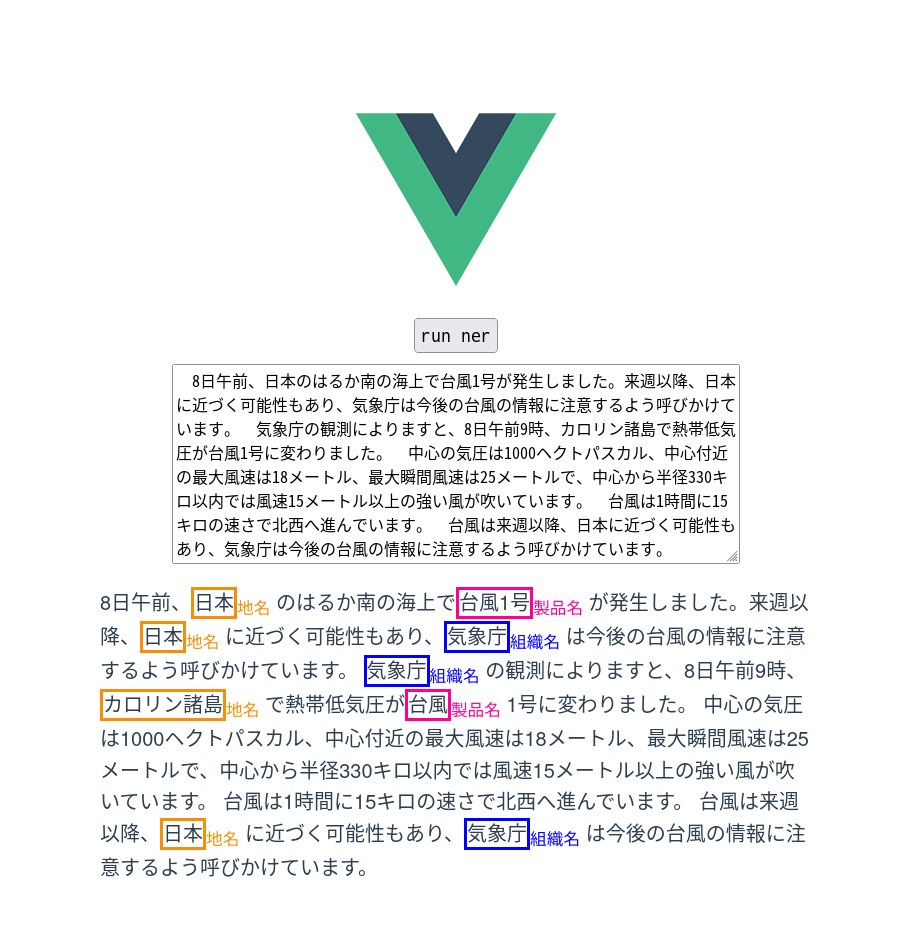 run ner
　8日午前、日本のはるか南の海上で台風1号が発生しました。来週以降、日本
に近づく可能性もあり、気象庁は今後の台風の情報に注意するよう呼びかけて
います。　気象庁の観測によりますと、8日午前9時、カロリン諸島で熱帯低気
圧が台風1号に変わりました。　中心の気圧は1000ヘクトパスカル、中心付近
の最大風速は18メートル、最大瞬間風速は25メートルで、中心から半径330キ
ロ以内では風速15メートル以上の強い風が吹いています。　台風は1時間に15
キロの速さで北西へ進んでいます。　台風は来週以降、日本に近づく可能性も
あり、気象庁は今後の台風の情報に注意するよう呼びかけています。
8日午前、日本地名 のはるか南の海上で台風1号製品名 が発生しました。来週以
降、日本地名 に近づく可能性もあり、気象庁組織名 は今後の台風の情報に注意
するよう呼びかけています。 気象庁組織名 の観測によりますと、8日午前9時、
カロリン諸島地名 で熱帯低気圧が台風製品名 1号に変わりました。 中心の気圧
は1000ヘクトパスカル、中心付近の最大風速は18メートル、最大瞬間風速は25
メートルで、中心から半径330キロ以内では風速15メートル以上の強い風が吹
いています。 台風は1時間に15キロの速さで北西へ進んでいます。 台風は来週
以降、日本地名 に近づく可能性もあり、気象庁組織名 は今後の台風の情報に注
意するよう呼びかけています。